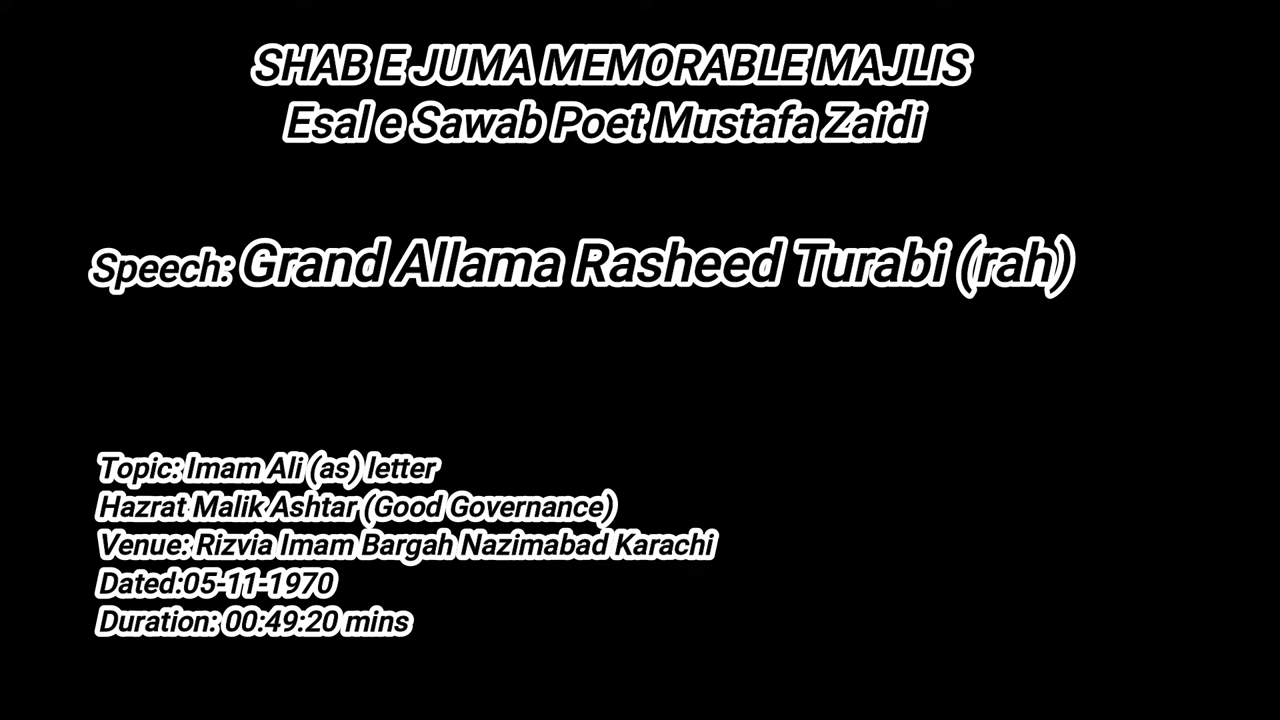 SHAB E JUMA MEMORABLE MAJLIS
Esal e Sawab Poet Mustafa Zaidi
Speech: Grand Allama Rasheed Turabi (rah)
Topic: Imam Ali (as) letter
Hazrat Malik Ashtar (Good Governance)
Venue: Rizvia Imam Bargah Nazimabad Karachi
Dated:05-11-1970
Duration: 00:49:20 mins